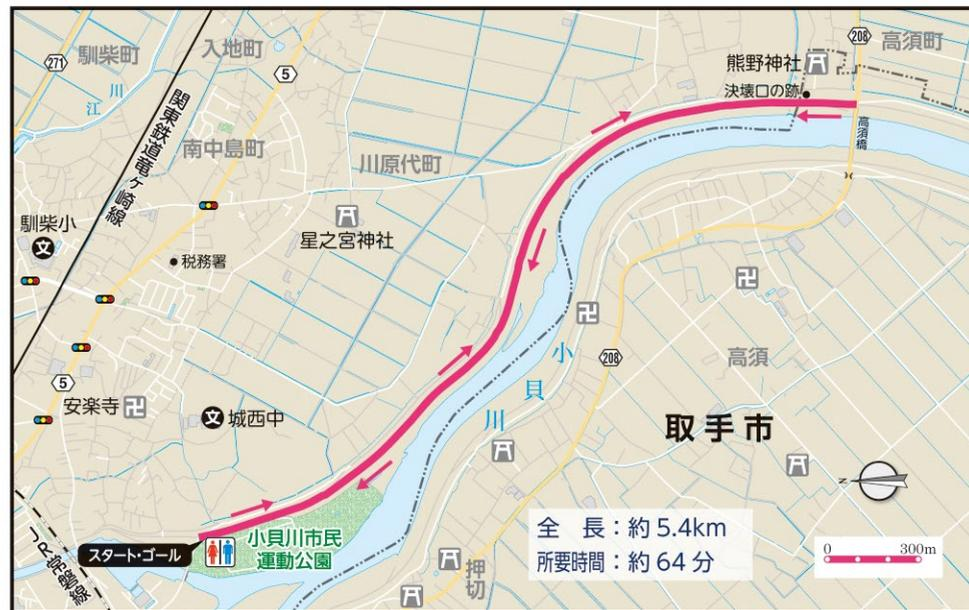 271
馴柴町
入地町
5
208
高須町
熊野神社
決壊口の跡
江川
関東鉄道竜ヶ崎線
南中島町
川原代町
高須橋
馴柴小
文
星之宮神社
税務署
小貝川
208
高須
5
安楽寺
文
城西中
取手市
N
スタート・ゴール
小貝川市民
運動公園
JR常磐線
押切
全 長：約 5.4km
所要時間：約 64 分
0 300m